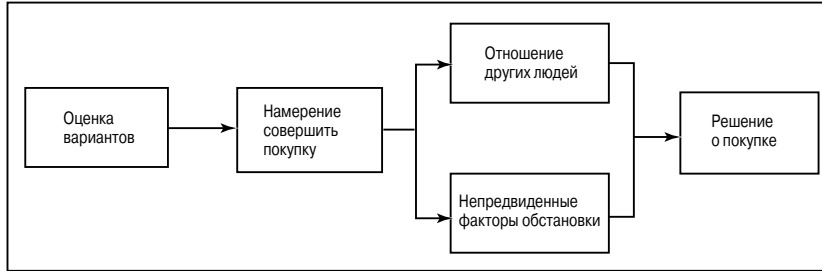 Оценка
вариантов
Намерение
совершить
покупку
Отношение
других людей
Непредвиденные
факторы обстановки
Решение
о покупке